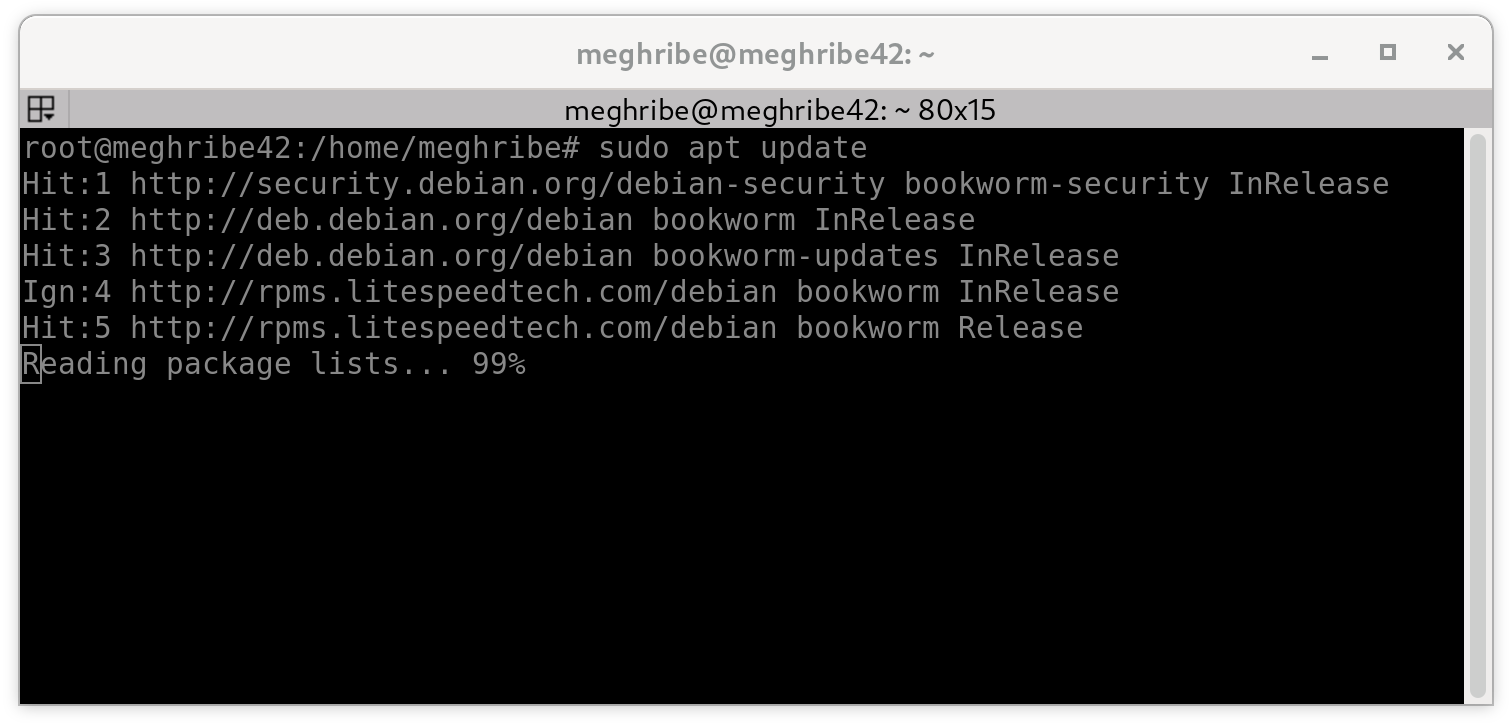 meghribe@meghribe42: ~
meghribe@meghribe42: ~ 80x15
root@meghribe42:/home/meghribe# sudo apt update
Hit:1 http://security.debian.org/debian-security bookworm-security InRelease
Hit:2 http://deb.debian.org/debian bookworm InRelease
Hit:3 http://deb.debian.org/debian bookworm-updates InRelease
Ign:4 http://rpms.litespeedtech.com/debian bookworm InRelease
Hit:5 http://rpms.litespeedtech.com/debian bookworm Release
Reading package lists... 99%